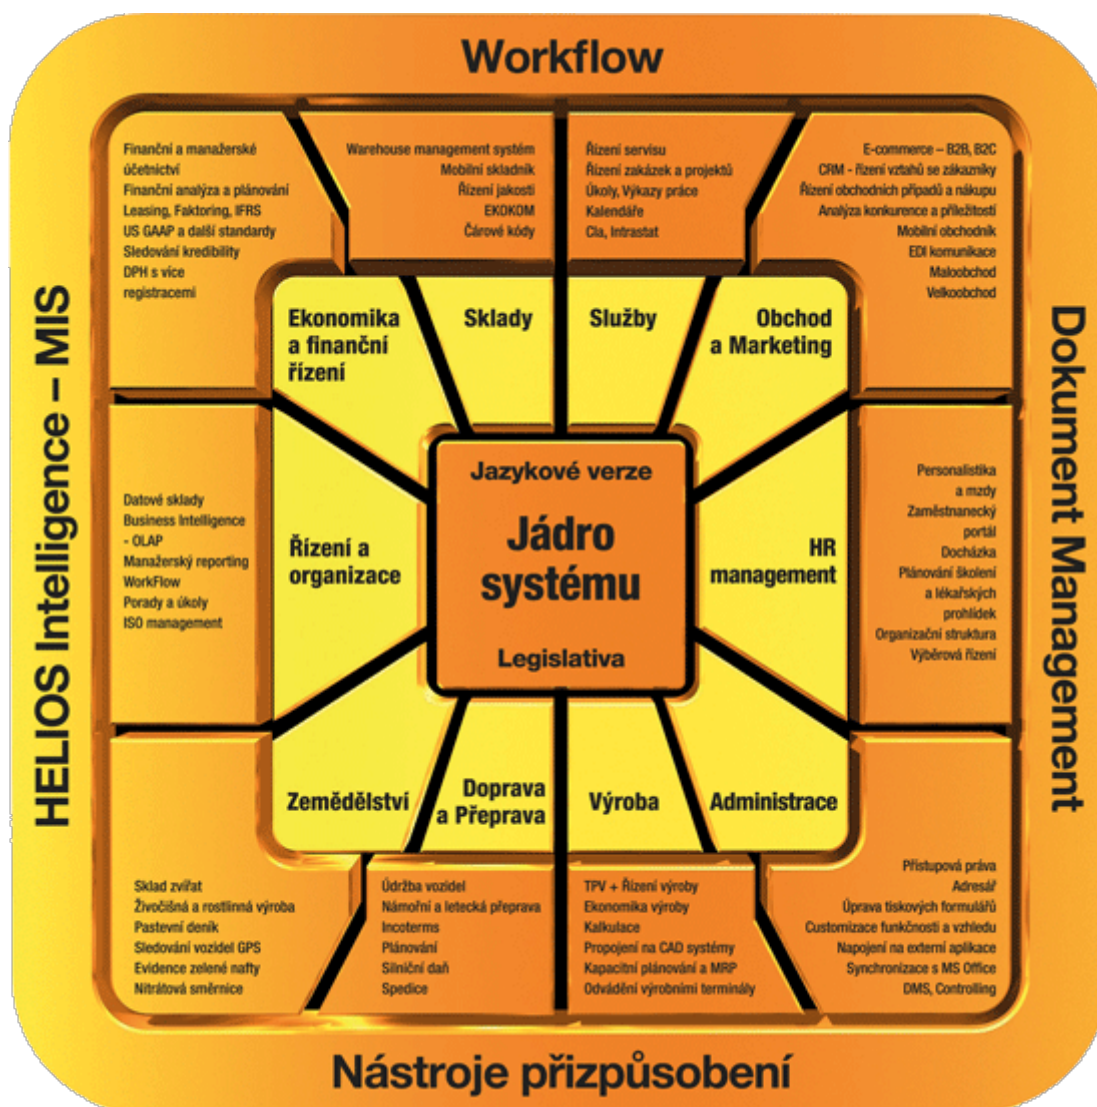 Workflow
Finanční a manažerské
účetnictví
Finanční analýza a plánování
Leasing, Faktoring, IFRS
US GAAP a další standardy
Sledování kredibility
DPH s více
registracemi
Warehouse management systém
Mobilní skladník
Řízení jakosti
EKOKOM
Čárové kódy
Řízení servisu
Řízení zakázek a projektů
Úkoly, Výkazy práce
Kalendáře
Cla, Intrastat
E-commerce – B2B, B2C
CRM - řízení vztahů se zákazníky
Řízení obchodních případů a nákupu
Analýza konkurence a příležitostí
Mobilní obchodník
EDI komunikace
Maloobchod
Velkoobchod
Ekonomika
a finanční
řízení
Sklady
Služby
Obchod
a Marketing
HELIOS Intelligence – MIS
Datové sklady
Business Intelligence
- OLAP
Manažerský reporting
WorkFlow
Porady a úkoly
ISO management
Řízení a
organizace
Jazykové verze
Jádro
systému
Legislativa
HR
management
Personalistika
a mzdy
Zaměstnanecký
portál
Docházka
Plánování školení
a lékařských
prohlídek
Organizační struktura
Výběrová řízení
Dokument Management
Zemědělství
Doprava
a Přeprava
Výroba
Administrace
Sklad zvířat
Živočišná a rostlinná výroba
Pastevní deník
Sledování vozidel GPS
Evidence zelené nafty
Nitrátová směrnice
Údržba vozidel
Námořní a letecká přeprava
Incoterms
Plánování
Silniční daň
Spedice
TPV + Řízení výroby
Ekonomika výroby
Kalkulace
Propojení na CAD systémy
Kapacitní plánování a MRP
Odvádění výrobními terminály
Přístupová práva
Adresář
Úprava tiskových formulářů
Customizace funkčnosti a vzhledu
Napojení na externí aplikace
Synchronizace s MS Office
DMS, Controlling
Nástroje přizpůsobení